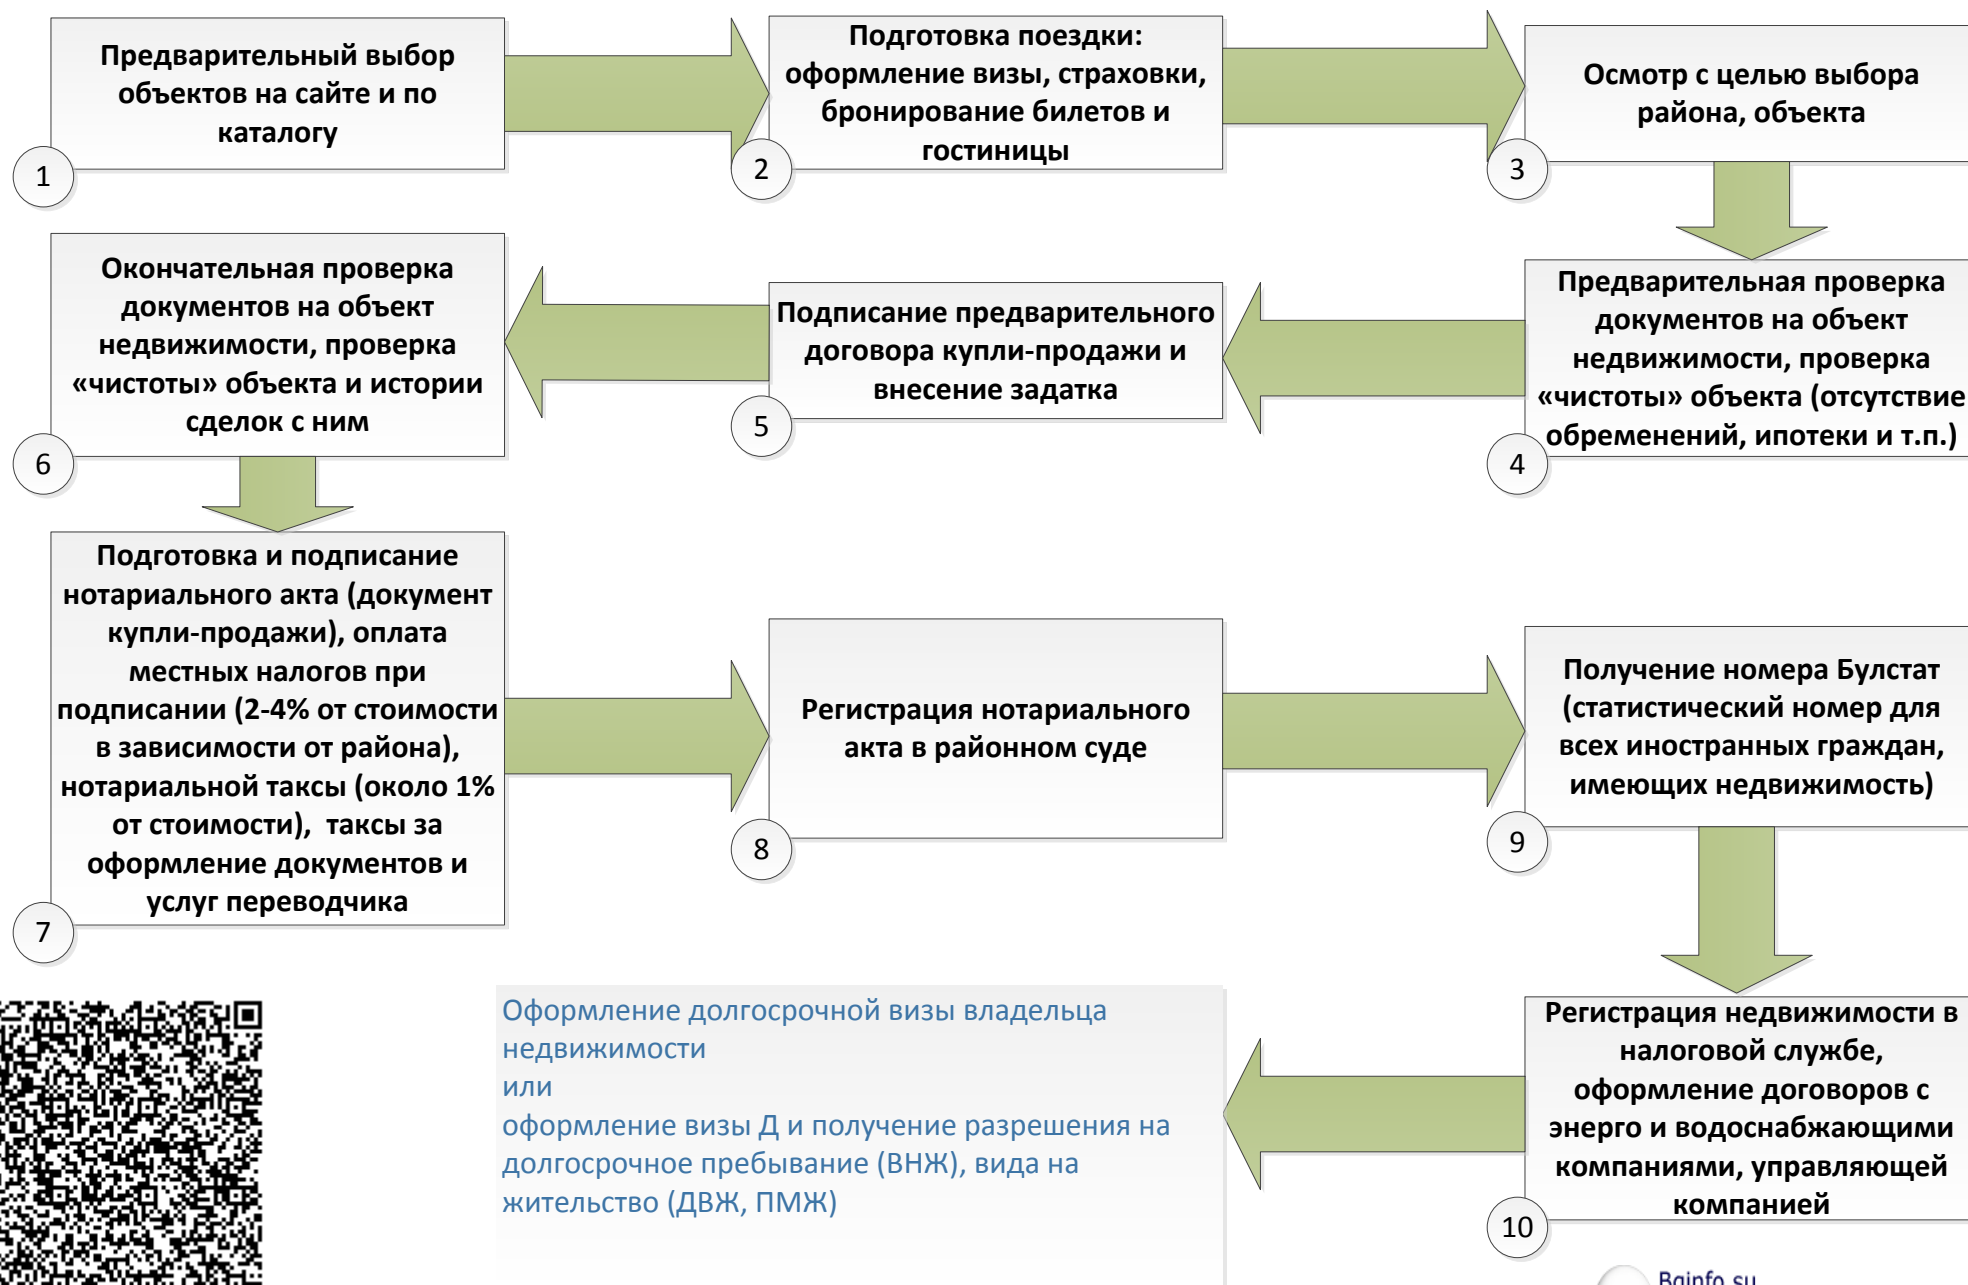 Предварительный выбор
объектов на сайте и по
каталогу
1
Подготовка поездки:
оформление визы, страховки,
бронирование билетов и
гостиницы
2
Осмотр с целью выбора
района, объекта
3
Предварительная проверка
документов на объект
недвижимости, проверка
«чистоты» объекта (отсутствие
обременений, ипотеки и т.п.)
4
Подписание предварительного
договора купли-продажи и
внесение задатка
5
Окончательная проверка
документов на объект
недвижимости, проверка
«чистоты» объекта и истории
сделок с ним
6
Подготовка и подписание
нотариального акта (документ
купли-продажи), оплата
местных налогов при
подписании (2-4% от стоимости
в зависимости от района),
нотариальной таксы (около 1%
от стоимости), таксы за
оформление документов и
услуг переводчика
7
Регистрация нотариального
акта в районном суде
8
Получение номера Булстат
(статистический номер для
всех иностранных граждан,
имеющих недвижимость)
9
Регистрация недвижимости в
налоговой службе,
оформление договоров с
энерго и водоснабжающими
компаниями, управляющей
компанией
10
Оформление долгосрочной визы владельца
недвижимости
или
оформление визы Д и получение разрешения на
долгосрочное пребывание (ВНЖ), вида на
жительство (ДВЖ, ПМЖ)
Bginfo.su